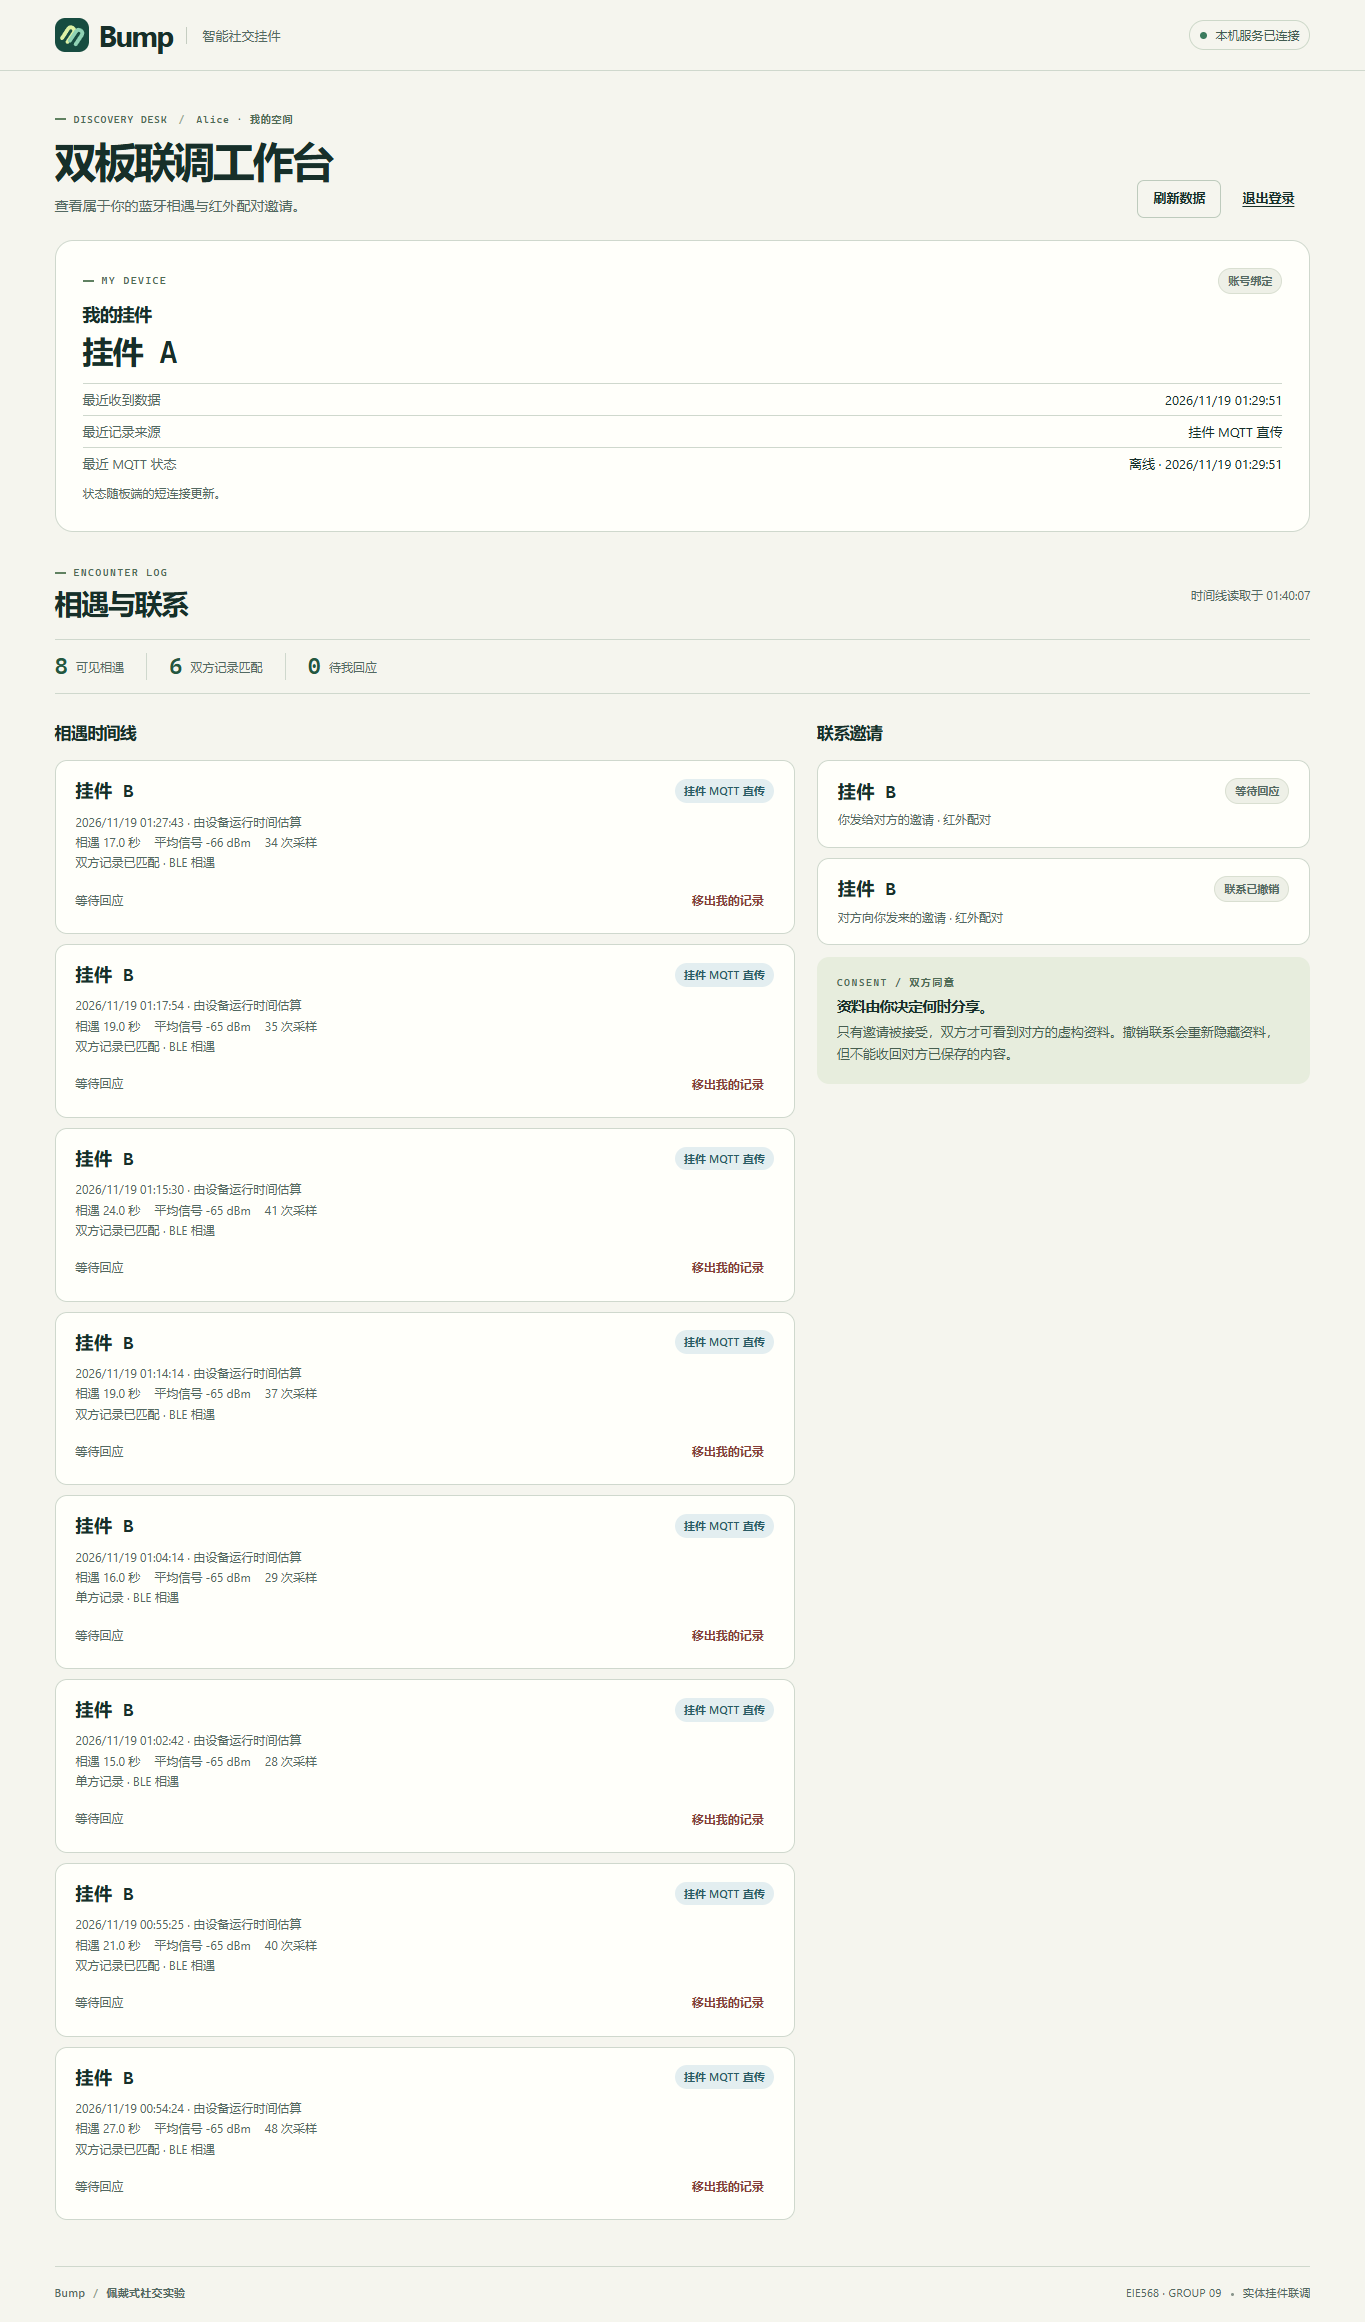 Bump 智能社交挂件
本机服务已连接
DISCOVERY DESK / Alice · 我的空间
双板联调工作台
查看属于你的蓝牙相遇与红外配对邀请。
刷新数据 退出登录
MY DEVICE
账号绑定
我的挂件
挂件 A
最近收到数据 2026/11/19 01:29:51
最近记录来源 挂件 MQTT 直传
最近 MQTT 状态 离线 · 2026/11/19 01:29:51
状态随板端的短连接更新。
ENCOUNTER LOG
相遇与联系
时间线读取于 01:40:07
8 可见相遇 6 双方记录匹配 0 待我回应
相遇时间线
挂件 B 挂件 MQTT 直传
2026/11/19 01:27:43 · 由设备运行时间估算
相遇 17.0 秒 平均信号 -66 dBm 34 次采样
双方记录已匹配 · BLE 相遇
等待回应 移出我的记录
挂件 B 挂件 MQTT 直传
2026/11/19 01:17:54 · 由设备运行时间估算
相遇 19.0 秒 平均信号 -65 dBm 35 次采样
双方记录已匹配 · BLE 相遇
等待回应 移出我的记录
挂件 B 挂件 MQTT 直传
2026/11/19 01:15:30 · 由设备运行时间估算
相遇 24.0 秒 平均信号 -65 dBm 41 次采样
双方记录已匹配 · BLE 相遇
等待回应 移出我的记录
挂件 B 挂件 MQTT 直传
2026/11/19 01:14:14 · 由设备运行时间估算
相遇 19.0 秒 平均信号 -65 dBm 37 次采样
双方记录已匹配 · BLE 相遇
等待回应 移出我的记录
挂件 B 挂件 MQTT 直传
2026/11/19 01:04:14 · 由设备运行时间估算
相遇 16.0 秒 平均信号 -65 dBm 29 次采样
单方记录 · BLE 相遇
等待回应 移出我的记录
挂件 B 挂件 MQTT 直传
2026/11/19 01:02:42 · 由设备运行时间估算
相遇 15.0 秒 平均信号 -65 dBm 28 次采样
单方记录 · BLE 相遇
等待回应 移出我的记录
挂件 B 挂件 MQTT 直传
2026/11/19 00:55:25 · 由设备运行时间估算
相遇 21.0 秒 平均信号 -65 dBm 40 次采样
双方记录已匹配 · BLE 相遇
等待回应 移出我的记录
挂件 B 挂件 MQTT 直传
2026/11/19 00:54:24 · 由设备运行时间估算
相遇 27.0 秒 平均信号 -65 dBm 48 次采样
双方记录已匹配 · BLE 相遇
等待回应 移出我的记录
联系邀请
挂件 B 等待回应
你发给对方的邀请 · 红外配对
挂件 B 联系已撤销
对方向你发来的邀请 · 红外配对
CONSENT / 双方同意
资料由你决定何时分享。
只有邀请被接受，双方才可看到对方的虚构资料。撤销联系会重新隐藏资料，
但不能收回对方已保存的内容。
Bump / 佩戴式社交实验
EIE568 · GROUP 09 • 实体挂件联调